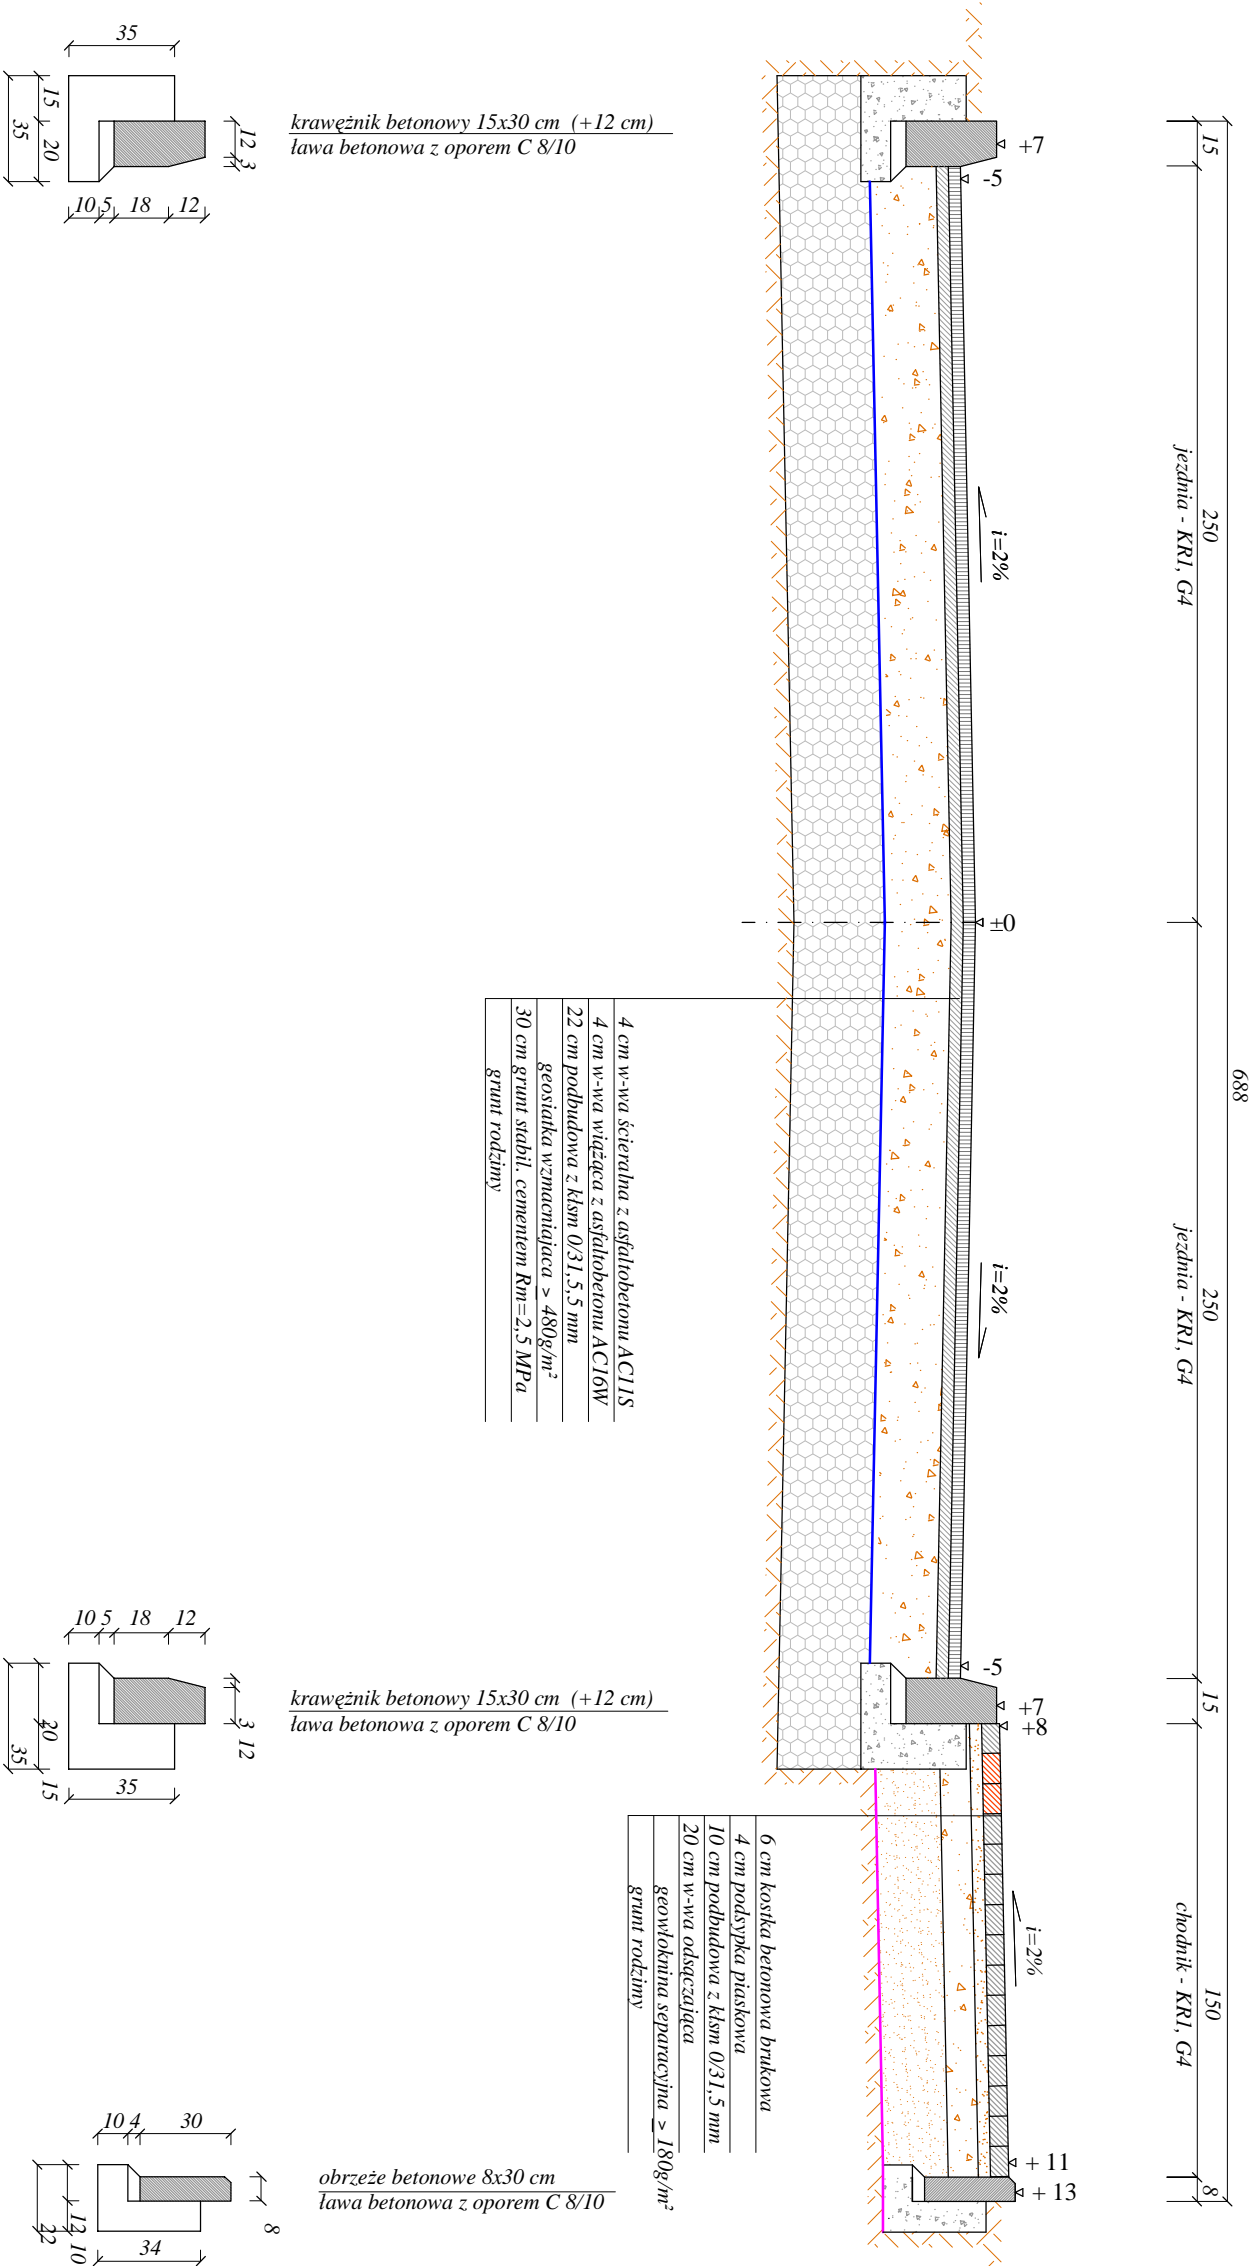 688
15
250
250
15
150
8
jezdnia - KR1, G4
jezdnia - KR1, G4
chodnik - KR1, G4
+7
-5
i=2%
±0
i=2%
-5
+7
+8
i=2%
+ 11
+ 13
4 cm w-wa ścieralna z asfaltobetonu AC11S
4 cm w-wa wiążąca z asfaltobetonu AC16W
22 cm podbudowa z kłsm 0/31,5,5 mm
geosiatka wzmacniajaca ≥ 480g/m²
30 cm grunt stabil. cementem Rm=2,5 MPa
grunt rodzimy
6 cm kostka betonowa brukowa
4 cm podsypka piaskowa
10 cm podbudowa z kłsm 0/31,5 mm
20 cm w-wa odsączająca
geowłoknina separacyjna ≥ 180g/m²
grunt rodzimy
krawężnik betonowy 15x30 cm (+12 cm)
ława betonowa z oporem C 8/10
35
15
20
35
12
3
10
5
18
12
krawężnik betonowy 15x30 cm (+12 cm)
ława betonowa z oporem C 8/10
10
5
18
12
3
12
20
15
35
35
obrzeże betonowe 8x30 cm
ława betonowa z oporem C 8/10
10
4
30
8
12
10
22
34